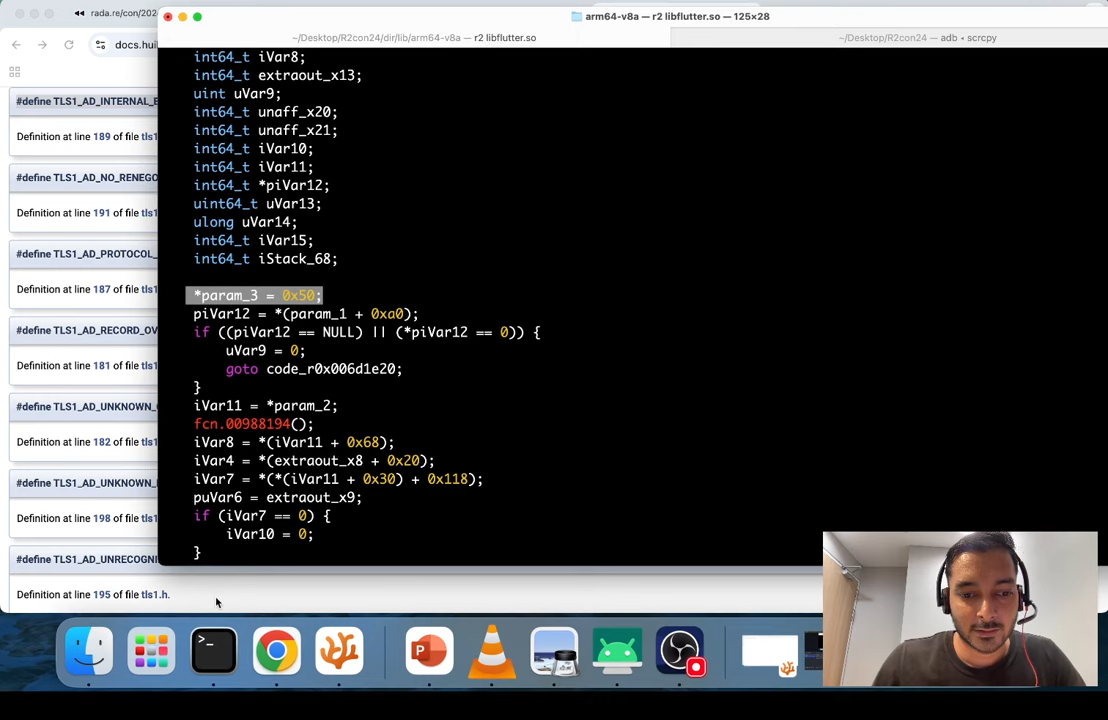 rada.re/con/202
docs.hui
#define TLS1_AD_INTERNAL_E
Definition at line 189 of file tls1
#define TLS1_AD_NO_RENEGO
Definition at line 191 of file tls1
#define TLS1_AD_PROTOCOL_
Definition at line 187 of file tls1
#define TLS1_AD_RECORD_OV
Definition at line 181 of file tls1
#define TLS1_AD_UNKNOWN_
Definition at line 182 of file tls1
#define TLS1_AD_UNKNOWN_
Definition at line 198 of file tls1
#define TLS1_AD_UNRECOGNI
Definition at line 195 of file tls1.h.
arm64-v8a — r2 libflutter.so — 125×28
~/Desktop/R2con24/dir/lib/arm64-v8a — r2 libflutter.so
~/Desktop/R2con24 — adb • scrcpy
int64_t iVar8;
int64_t extraout_x13;
uint uVar9;
int64_t unaff_x20;
int64_t unaff_x21;
int64_t iVar10;
int64_t iVar11;
int64_t *piVar12;
uint64_t uVar13;
ulong uVar14;
int64_t iVar15;
int64_t iStack_68;
*param_3 = 0x50;
piVar12 = *(param_1 + 0xa0);
if ((piVar12 == NULL) || (*piVar12 == 0)) {
uVar9 = 0;
goto code_r0x006d1e20;
}
iVar11 = *param_2;
fcn.00988194();
iVar8 = *(iVar11 + 0x68);
iVar4 = *(extraout_x8 + 0x20);
iVar7 = *(*(iVar11 + 0x30) + 0x118);
puVar6 = extraout_x9;
if (iVar7 == 0) {
iVar10 = 0;
}